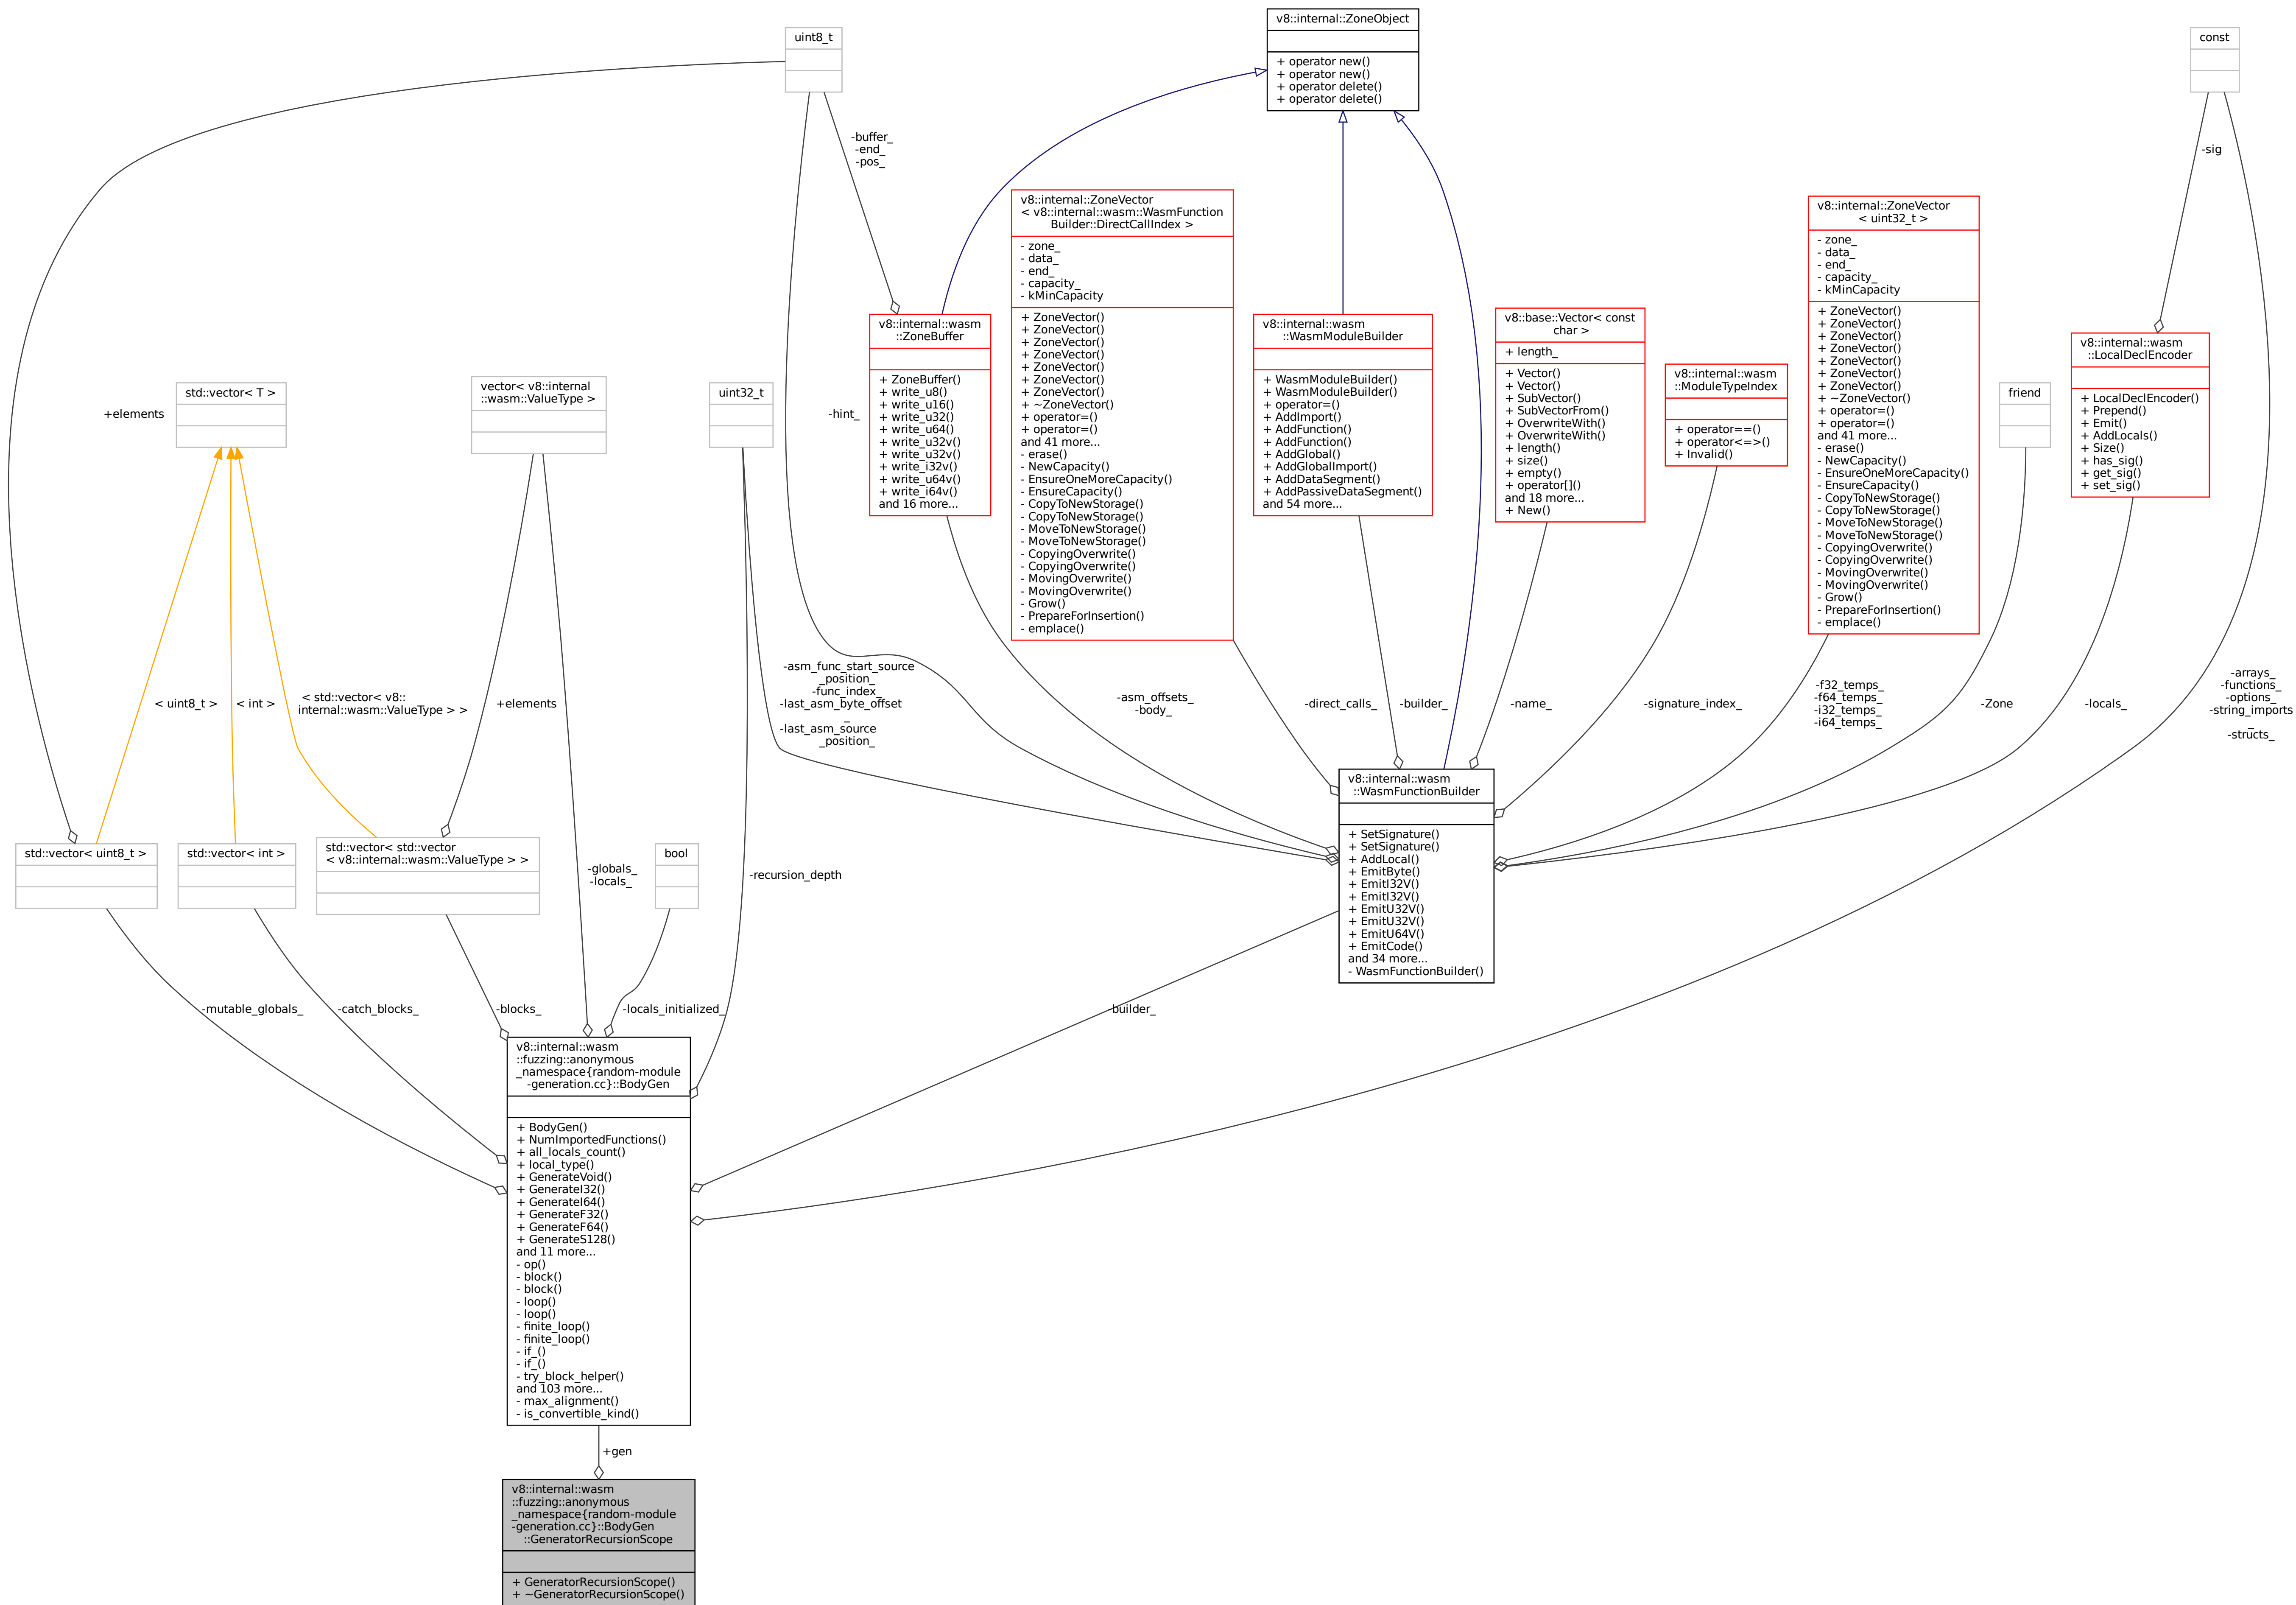 v8::internal::ZoneObject
+ operator new()
+ operator new()
+ operator delete()
+ operator delete()
uint8_t
const
-buffer_
-end_
-pos_
-sig
v8::internal::ZoneVector
< v8::internal::wasm::WasmFunction
Builder::DirectCallIndex >
- zone_
- data_
- end_
- capacity_
- kMinCapacity
+ ZoneVector()
+ ZoneVector()
+ ZoneVector()
+ ZoneVector()
+ ZoneVector()
+ ZoneVector()
+ ZoneVector()
+ ~ZoneVector()
+ operator=()
+ operator=()
and 41 more...
- erase()
- NewCapacity()
- EnsureOneMoreCapacity()
- EnsureCapacity()
- CopyToNewStorage()
- CopyToNewStorage()
- MoveToNewStorage()
- MoveToNewStorage()
- CopyingOverwrite()
- CopyingOverwrite()
- MovingOverwrite()
- MovingOverwrite()
- Grow()
- PrepareForInsertion()
- emplace()
v8::internal::ZoneVector
< uint32_t >
- zone_
- data_
- end_
- capacity_
- kMinCapacity
+ ZoneVector()
+ ZoneVector()
+ ZoneVector()
+ ZoneVector()
+ ZoneVector()
+ ZoneVector()
+ ZoneVector()
+ ~ZoneVector()
+ operator=()
+ operator=()
and 41 more...
- erase()
- NewCapacity()
- EnsureOneMoreCapacity()
- EnsureCapacity()
- CopyToNewStorage()
- CopyToNewStorage()
- MoveToNewStorage()
- MoveToNewStorage()
- CopyingOverwrite()
- CopyingOverwrite()
- MovingOverwrite()
- MovingOverwrite()
- Grow()
- PrepareForInsertion()
- emplace()
v8::internal::wasm
::ZoneBuffer
+ ZoneBuffer()
+ write_u8()
+ write_u16()
+ write_u32()
+ write_u64()
+ write_u32v()
+ write_u32v()
+ write_i32v()
+ write_u64v()
+ write_i64v()
and 16 more...
v8::internal::wasm
::WasmModuleBuilder
+ WasmModuleBuilder()
+ WasmModuleBuilder()
+ operator=()
+ AddImport()
+ AddFunction()
+ AddFunction()
+ AddGlobal()
+ AddGlobalImport()
+ AddDataSegment()
+ AddPassiveDataSegment()
and 54 more...
v8::base::Vector< const
char >
+ length_
+ Vector()
+ Vector()
+ SubVector()
+ SubVectorFrom()
+ OverwriteWith()
+ OverwriteWith()
+ length()
+ size()
+ empty()
+ operator[]()
and 18 more...
+ New()
v8::internal::wasm
::ModuleTypeIndex
+ operator==()
+ operator<=>()
+ Invalid()
friend
v8::internal::wasm
::LocalDeclEncoder
+ LocalDeclEncoder()
+ Prepend()
+ Emit()
+ AddLocals()
+ Size()
+ has_sig()
+ get_sig()
+ set_sig()
+elements
std::vector< T >
vector< v8::internal
::wasm::ValueType >
uint32_t
-hint_
< uint8_t >
< int >
< std::vector< v8::
internal::wasm::ValueType > >
+elements
-asm_func_start_source
_position_
-func_index_
-last_asm_byte_offset
_
-last_asm_source
_position_
-asm_offsets_
-body_
-direct_calls_
-builder_
-name_
-signature_index_
-f32_temps_
-f64_temps_
-i32_temps_
-i64_temps_
-Zone
-locals_
-arrays_
-functions_
-options_
-string_imports
_
-structs_
v8::internal::wasm
::WasmFunctionBuilder
+ SetSignature()
+ SetSignature()
+ AddLocal()
+ EmitByte()
+ EmitI32V()
+ EmitI32V()
+ EmitU32V()
+ EmitU32V()
+ EmitU64V()
+ EmitCode()
and 34 more...
- WasmFunctionBuilder()
std::vector< uint8_t >
std::vector< int >
std::vector< std::vector
< v8::internal::wasm::ValueType > >
-globals_
-locals_
bool
-recursion_depth
-mutable_globals_
-catch_blocks_
-blocks_
-locals_initialized_
-builder_
v8::internal::wasm
::fuzzing::anonymous
_namespace{random-module
-generation.cc}::BodyGen
+ BodyGen()
+ NumImportedFunctions()
+ all_locals_count()
+ local_type()
+ GenerateVoid()
+ GenerateI32()
+ GenerateI64()
+ GenerateF32()
+ GenerateF64()
+ GenerateS128()
and 11 more...
- op()
- block()
- block()
- loop()
- loop()
- finite_loop()
- finite_loop()
- if_()
- if_()
- try_block_helper()
and 103 more...
- max_alignment()
- is_convertible_kind()
+gen
v8::internal::wasm
::fuzzing::anonymous
_namespace{random-module
-generation.cc}::BodyGen
::GeneratorRecursionScope
+ GeneratorRecursionScope()
+ ~GeneratorRecursionScope()